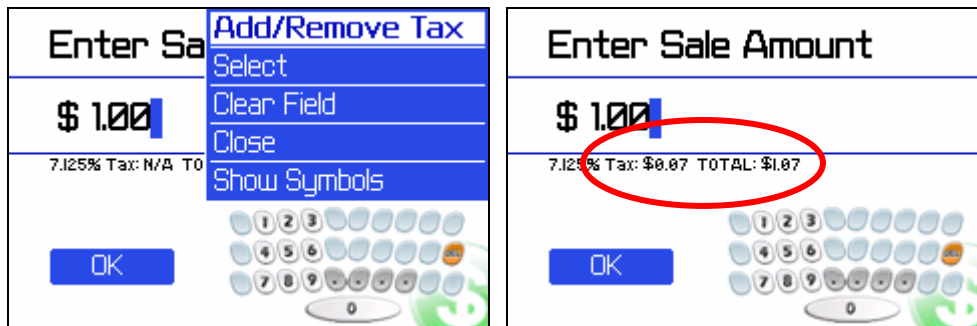 Enter Sa
Add/Remove Tax
Select
Clear Field
Close
Show Symbols
$ 1.00
7.125% Tax: N/A TO
OK
1 2 3
4 5 6
7 8 9
0
Enter Sale Amount
$ 1.00
7.125% Tax: $0.07 TOTAL: $1.07
OK
1 2 3
4 5 6
7 8 9
0